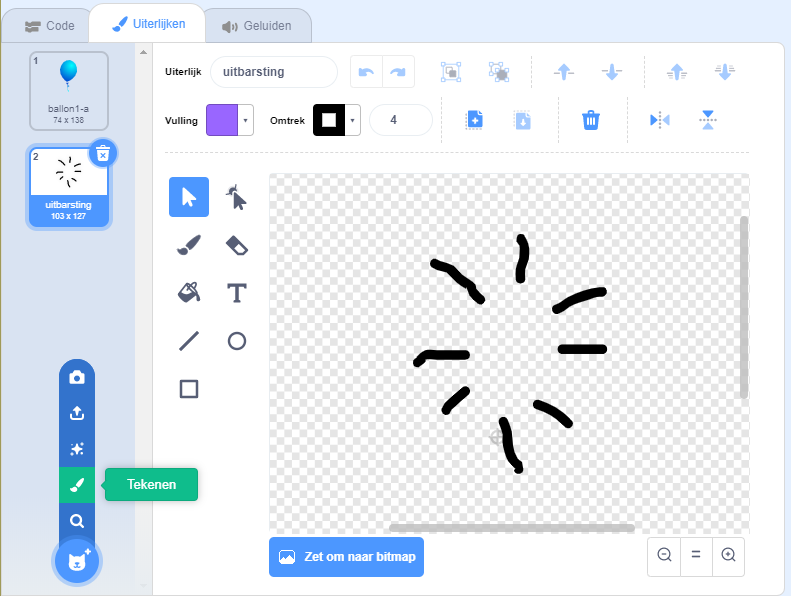 Code
Uiterlijken
Geluiden
1
ballon1-a
74 x 138
2
uitbarsting
103 x 127
Uiterlijk
uitbarsting
Vulling
Omtrek
4
Tekenen
Zet om naar bitmap